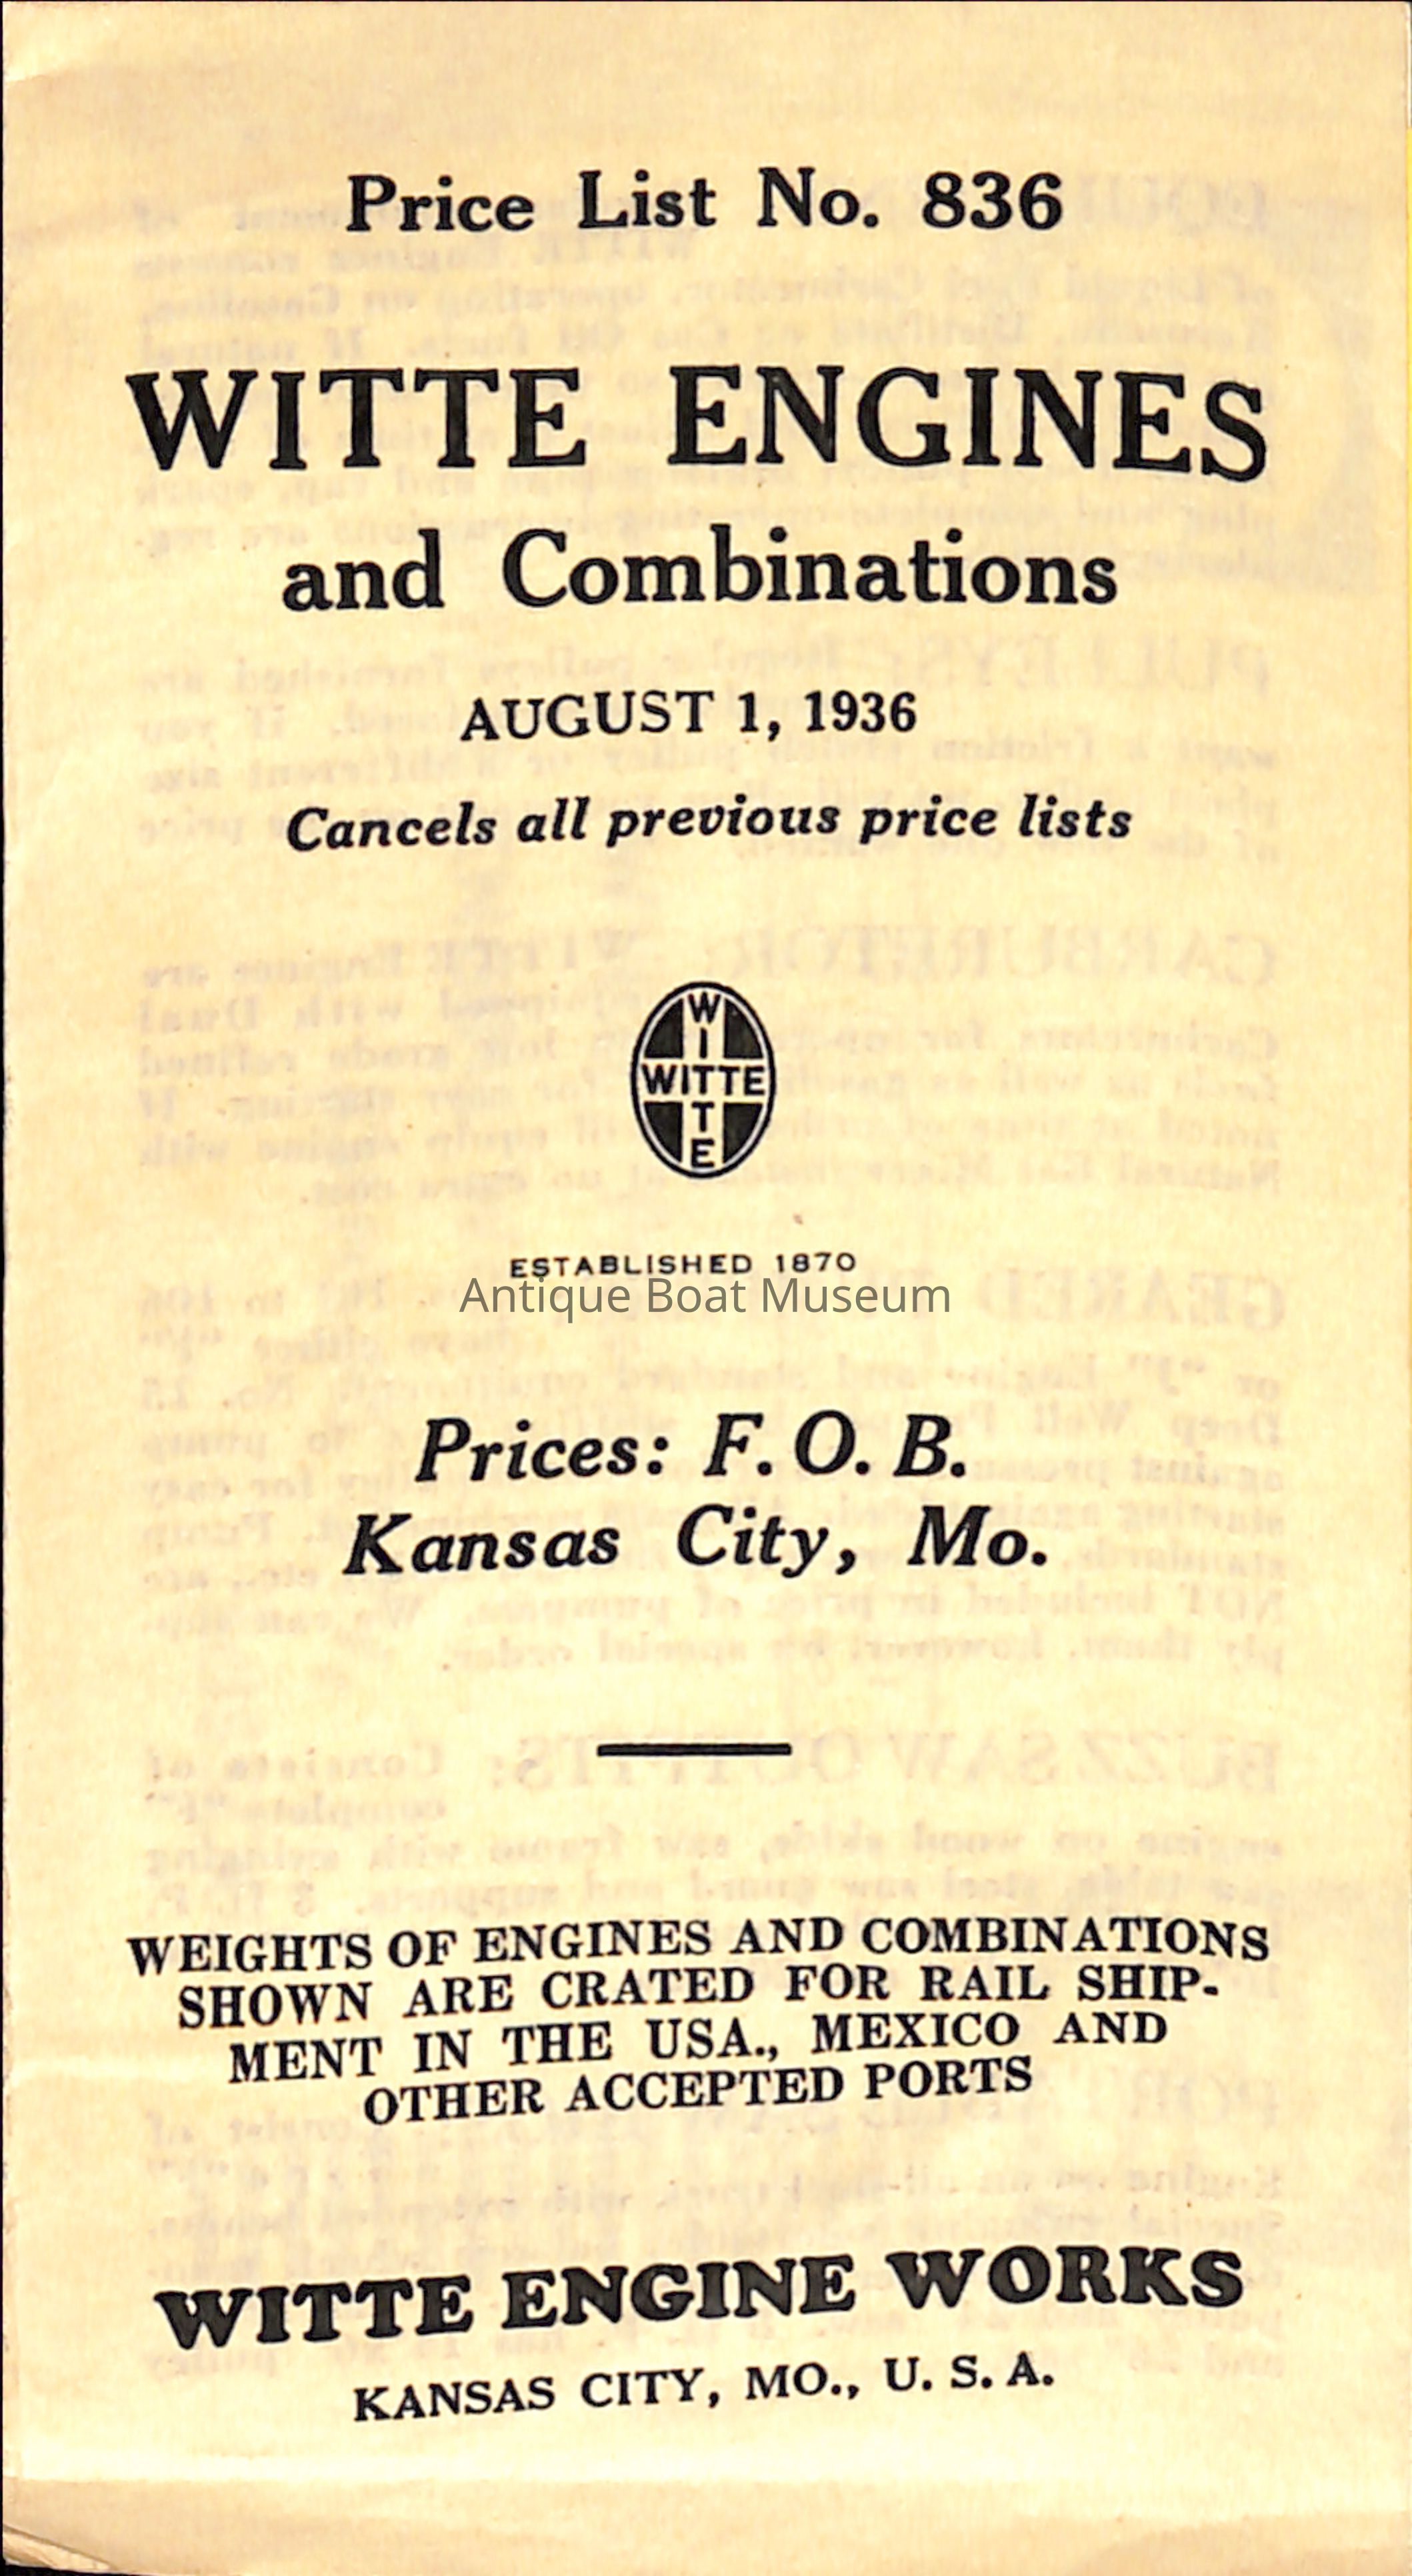 Price List No. 836
WITTE ENGINES
and Combinations
AUGUST 1, 1936
Cancels all previous price lists
WITTE
WITTE
ESTABLISHED 1870
Antique Boat Museum
Prices: F. O. B.
Kansas City, Mo.
WEIGHTS OF ENGINES AND COMBINATIONS
SHOWN ARE CRATED FOR RAIL SHIP-
MENT IN THE USA., MEXICO AND
OTHER ACCEPTED PORTS
WITTE ENGINE WORKS
KANSAS CITY, MO., U. S. A.